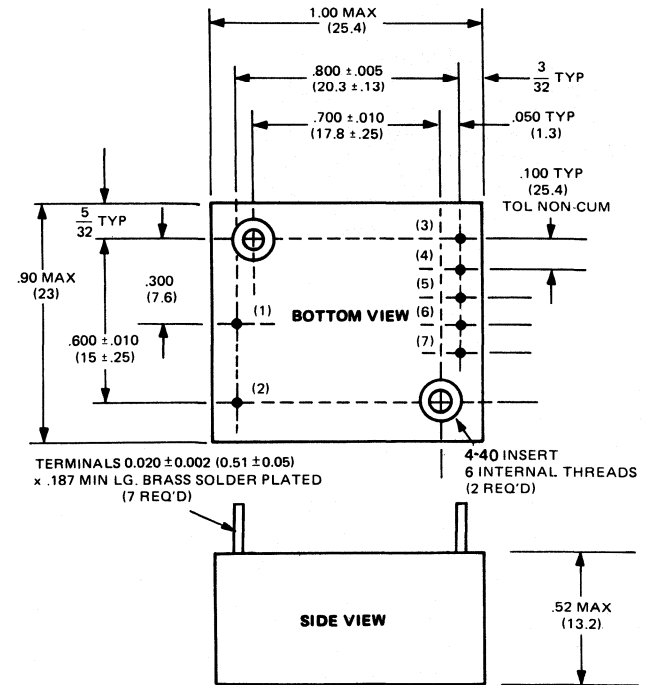 1.00 MAX
(25.4)
.800 ±.005
(20.3 ±.13)
3
32 TYP
.700 ±.010
(17.8 ±.25)
.050 TYP
(1.3)
.100 TYP
(25.4)
TOL NON-CUM
5
32 TYP
(3)
(4)
.90 MAX
(23)
.300
(7.6)
(5)
(1)
BOTTOM VIEW
(6)
.600 ±.010
(15 ±.25)
(7)
(2)
TERMINALS 0.020 ±0.002 (0.51 ±0.05)
x .187 MIN LG. BRASS SOLDER PLATED
(7 REQ'D)
4-40 INSERT
6 INTERNAL THREADS
(2 REQ'D)
SIDE VIEW
.52 MAX
(13.2)